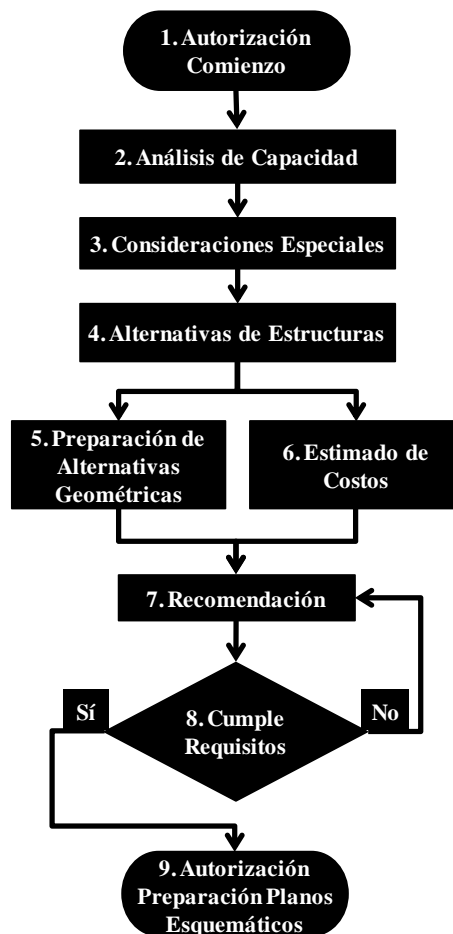 1. Autorización
Comienzo
2. Análisis de Capacidad
3. Consideraciones Especiales
4. Alternativas de Estructuras
5. Preparación de
Alternativas
Geométricas
6. Estimado de
Costos
7. Recomendación
Sí
8. Cumple
Requisitos
No
9. Autorización
Preparación Planos
Esquemáticos